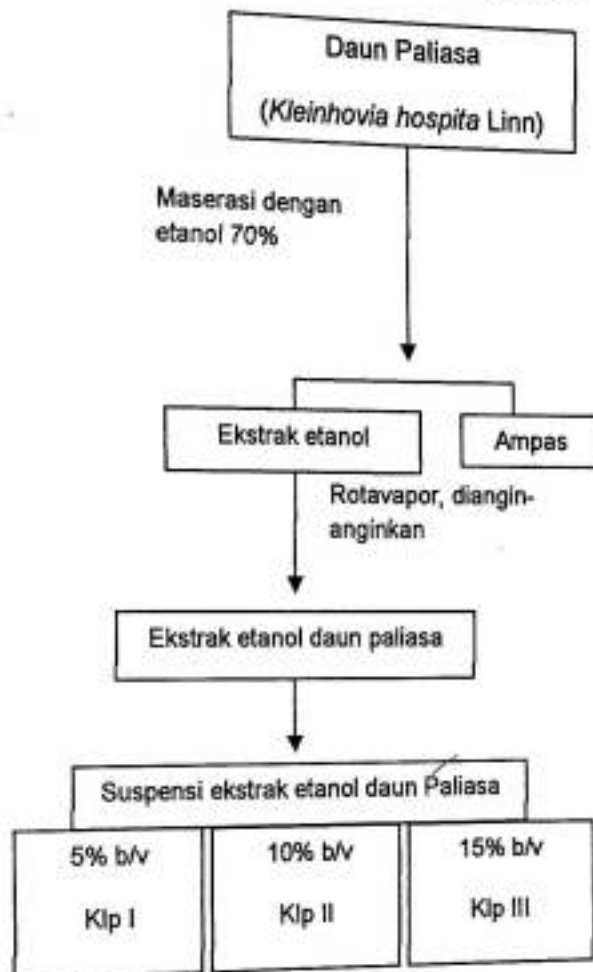 Daun Paliasa
(Kleinhovia hospita Linn)
Maserasi dengan
etanol 70%
Ekstrak etanol
Ampas
Rotavapor, diangin-
anginkan
Ekstrak etanol daun paliasa
Suspensi ekstrak etanol daun Paliasa
5% b/v
Klp I
10% b/v
Klp II
15% b/v
Klp III